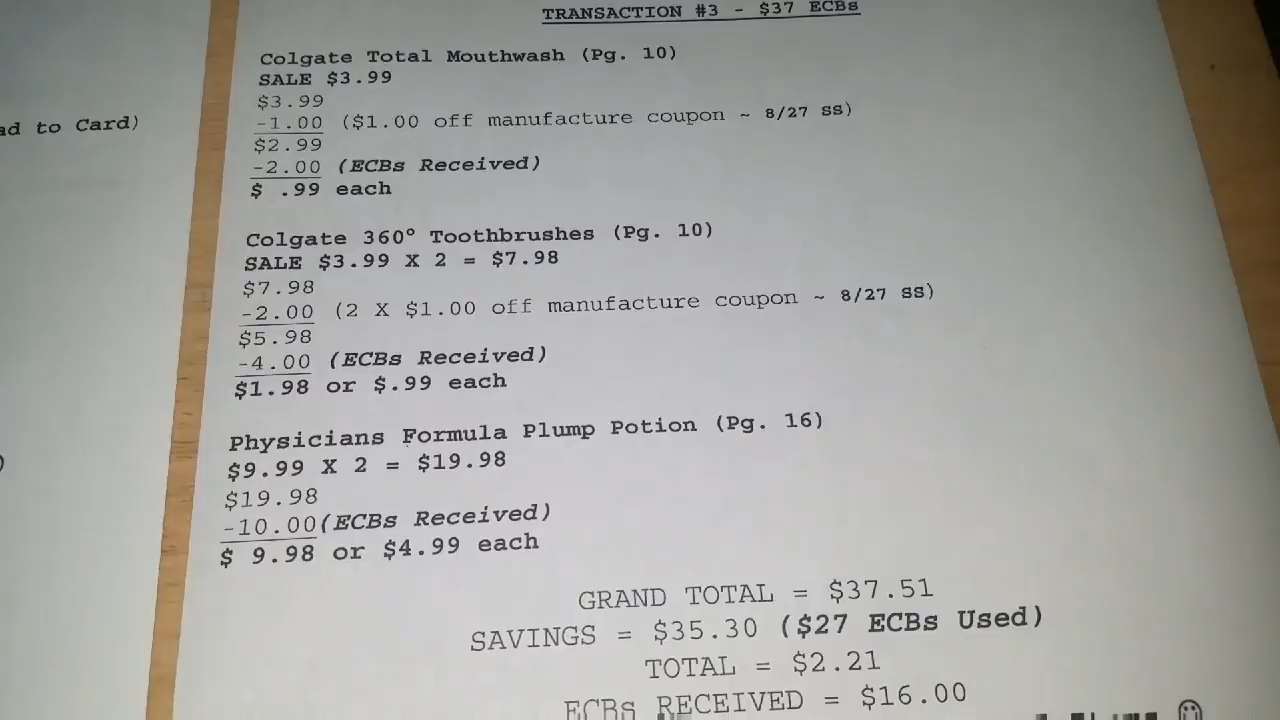 TRANSACTION #3 - $37 ECBs
Colgate Total Mouthwash (Pg. 10)
SALE $3.99
$3.99
-1.00 ($1.00 off manufacture coupon ~ 8/27 SS)
$2.99
-2.00 (ECBs Received)
$ .99 each
ad to Card)
Colgate 360° Toothbrushes (Pg. 10)
SALE $3.99 X 2 = $7.98
$7.98
-2.00 (2 X $1.00 off manufacture coupon ~ 8/27 SS)
$5.98
-4.00 (ECBs Received)
$1.98 or $.99 each
)
Physicians Formula Plump Potion (Pg. 16)
$9.99 X 2 = $19.98
$19.98
-10.00(ECBs Received)
$ 9.98 or $4.99 each
GRAND TOTAL = $37.51
SAVINGS = $35.30 ($27 ECBs Used)
TOTAL = $2.21
ECBs RECEIVED = $16.00